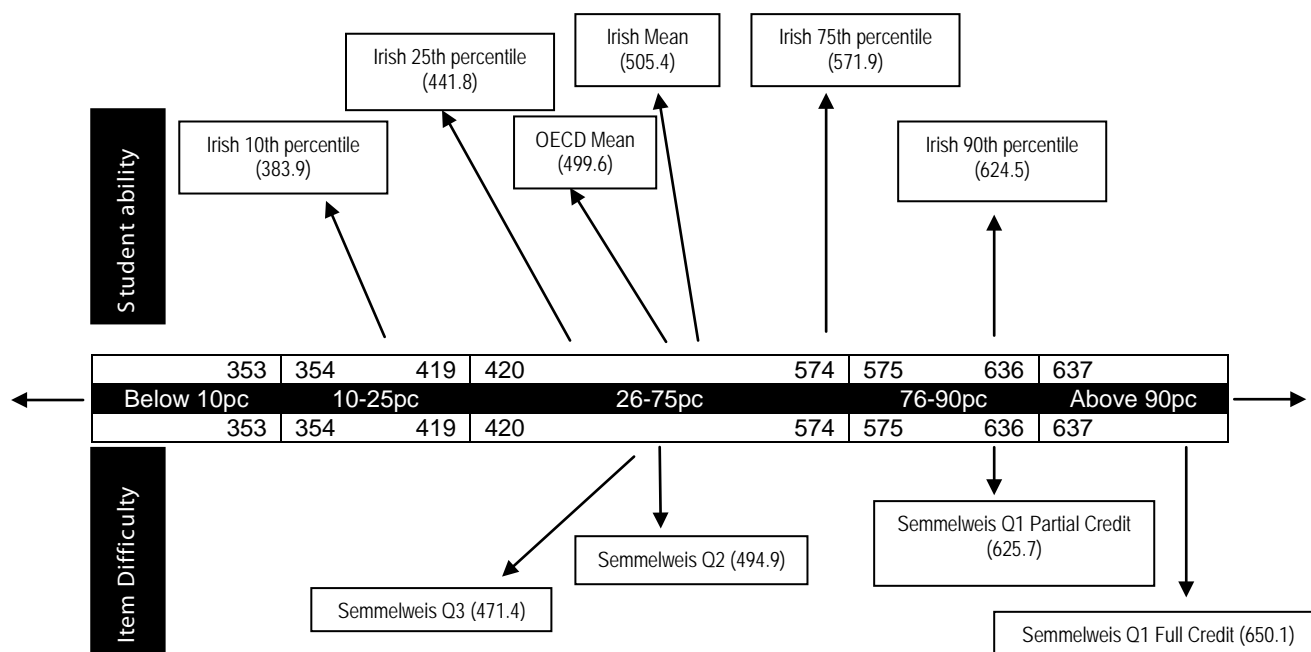 Irish Mean
(505.4)
Irish 75th percentile
(571.9)
Irish 25th percentile
(441.8)
Irish 10th percentile
(383.9)
OECD Mean
(499.6)
Irish 90th percentile
(624.5)
Student ability
353 354 419 420 574 575 636 637
Below 10pc 10-25pc 26-75pc 76-90pc Above 90pc
353 354 419 420 574 575 636 637
Item Difficulty
Semmelweis Q1 Partial Credit
(625.7)
Semmelweis Q2 (494.9)
Semmelweis Q3 (471.4)
Semmelweis Q1 Full Credit (650.1)